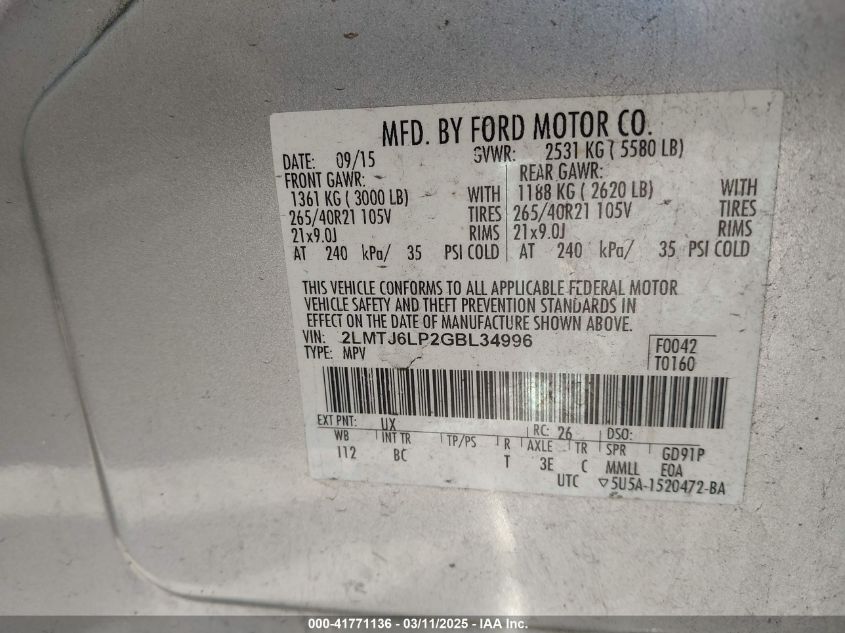 MFD. BY FORD MOTOR CO.
DATE: 09/15 GVWR: 2531 KG ( 5580 LB)
FRONT GAWR: REAR GAWR:
1361 KG ( 3000 LB) WITH 1188 KG ( 2620 LB) WITH
265/40R21 105V TIRES 265/40R21 105V TIRES
21x9.0J RIMS 21x9.0J RIMS
AT 240 kPa/ 35 PSI COLD AT 240 kPa/ 35 PSI COLD
THIS VEHICLE CONFORMS TO ALL APPLICABLE FEDERAL MOTOR
VEHICLE SAFETY AND THEFT PREVENTION STANDARDS IN
EFFECT ON THE DATE OF MANUFACTURE SHOWN ABOVE.
VIN: 2LMTJ6LP2GBL34996 F0042
TYPE: MPV T0160
EXT PNT: UX RC: 26 DSO:
WB INT TR TP/PS R AXLE TR SPR GD91P
112 BC T 3E C MMLL EOA
UTC ▽5U5A-1520472-BA
000-41771136 - 03/11/2025 - IAA Inc.